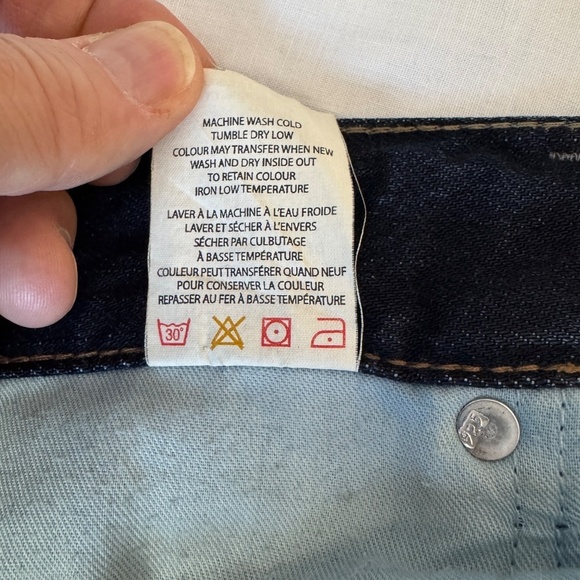 MACHINE WASH COLD
TUMBLE DRY LOW
COLOUR MAY TRANSFER WHEN NEW
WASH AND DRY INSIDE OUT
TO RETAIN COLOUR
IRON LOW TEMPERATURE
LAVER À LA MACHINE À L'EAU FROIDE
LAVER ET SÉCHER À L'ENVERS
SÉCHER PAR CULBUTAGE
À BASSE TEMPÉRATURE
COULEUR PEUT TRANSFÉRER QUAND NEUF
POUR CONSERVER LA COULEUR
REPASSER AU FER À BASSE TEMPÉRATURE
30°